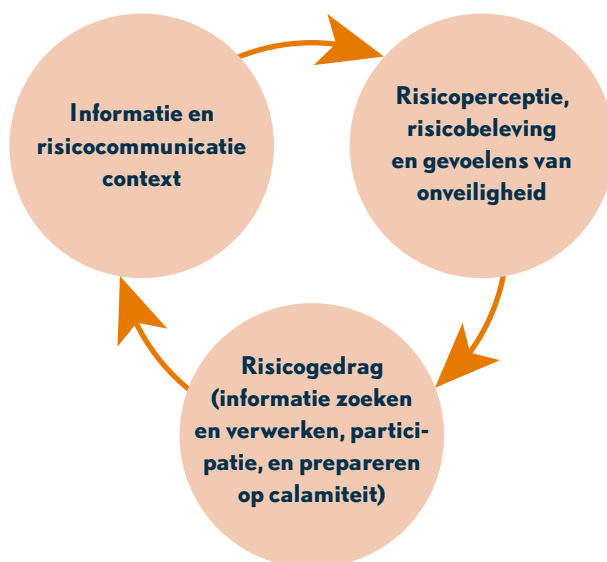 Informatie en
risicocommunicatie
context
Risicoperceptie,
risicobeleving
en gevoelens van
onveiligheid
Risicogedrag
(informatie zoeken
en verwerken, partici-
patie, en prepareren
op calamiteit)